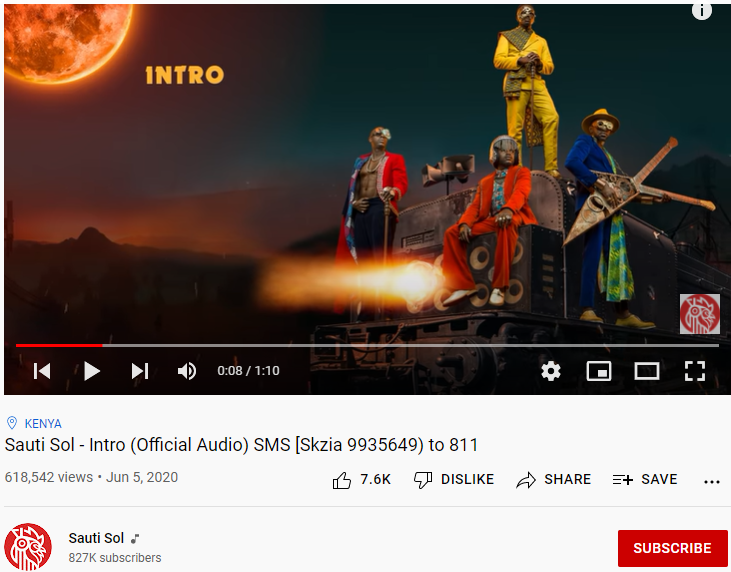 INTRO
0:08 / 1:10
KENYA
Sauti Sol - Intro (Official Audio) SMS [Skzia 9935649) to 811
618,542 views • Jun 5, 2020
7.6K DISLIKE SHARE SAVE
Sauti Sol
827K subscribers
SUBSCRIBE